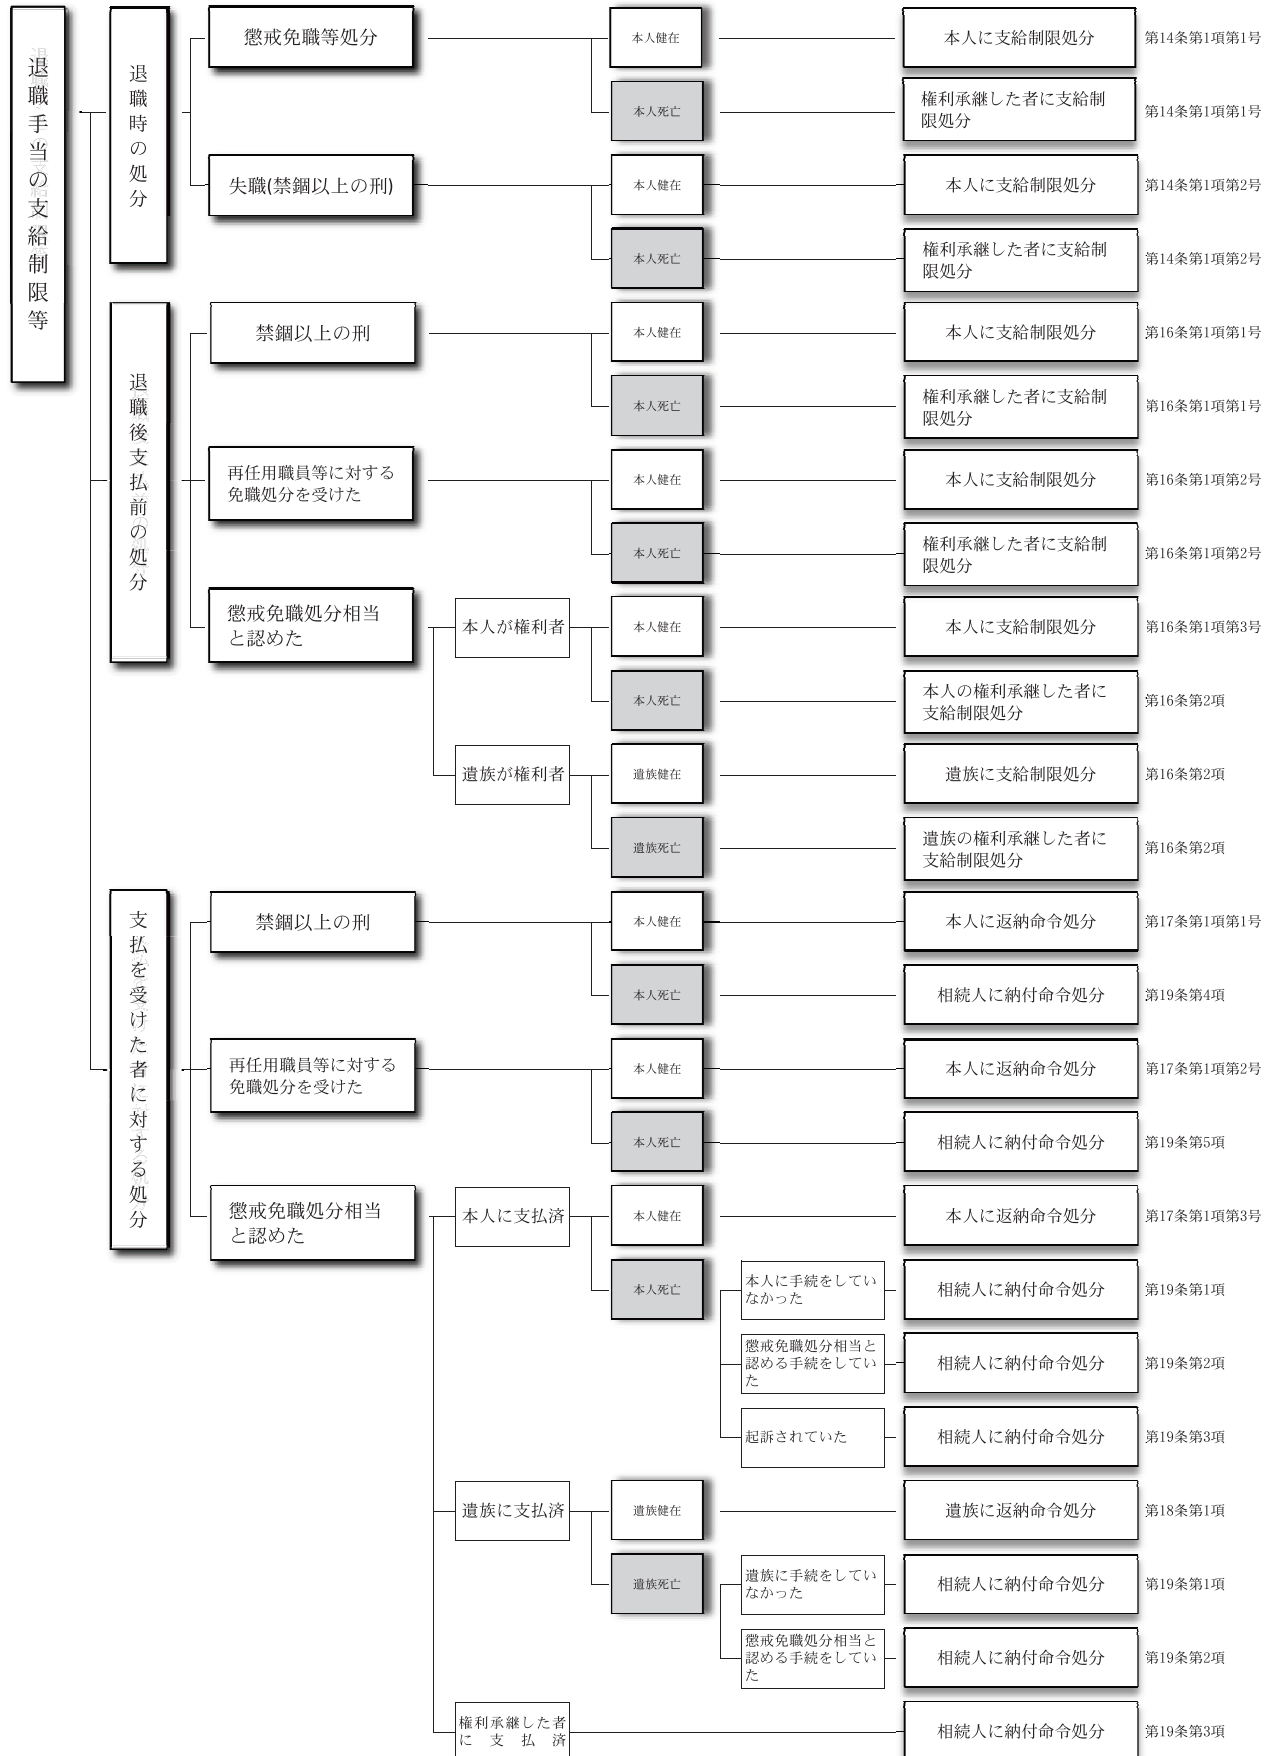 退職手当の支給制限等
退職時の処分
懲戒免職等処分
本人健在
本人に支給制限処分
第14条第1項第1号
本人死亡
権利承継した者に支給制
限処分
第14条第1項第1号
失職(禁錮以上の刑)
本人健在
本人に支給制限処分
第14条第1項第2号
本人死亡
権利承継した者に支給制
限処分
第14条第1項第2号
退職後支払前の処分
禁錮以上の刑
本人健在
本人に支給制限処分
第16条第1項第1号
本人死亡
権利承継した者に支給制
限処分
第16条第1項第1号
再任用職員等に対する
免職処分を受けた
本人健在
本人に支給制限処分
第16条第1項第2号
本人死亡
権利承継した者に支給制
限処分
第16条第1項第2号
懲戒免職処分相当
と認めた
本人が権利者
本人健在
本人に支給制限処分
第16条第1項第3号
本人死亡
本人の権利承継した者に
支給制限処分
第16条第2項
遺族が権利者
遺族健在
遺族に支給制限処分
第16条第2項
遺族死亡
遺族の権利承継した者に
支給制限処分
第16条第2項
支払を受けた者に対する処分
禁錮以上の刑
本人健在
本人に返納命令処分
第17条第1項第1号
本人死亡
相続人に納付命令処分
第19条第4項
再任用職員等に対する
免職処分を受けた
本人健在
本人に返納命令処分
第17条第1項第2号
本人死亡
相続人に納付命令処分
第19条第5項
懲戒免職処分相当
と認めた
本人に支払済
本人健在
本人に返納命令処分
第17条第1項第3号
本人死亡
本人に手続をしてい
なかった
相続人に納付命令処分
第19条第1項
懲戒免職処分相当と
認める手続をしてい
た
相続人に納付命令処分
第19条第2項
起訴されていた
相続人に納付命令処分
第19条第3項
遺族に支払済
遺族健在
遺族に返納命令処分
第18条第1項
遺族死亡
遺族に手続をしてい
なかった
相続人に納付命令処分
第19条第1項
懲戒免職処分相当と
認める手続をしてい
た
相続人に納付命令処分
第19条第2項
権利承継した者
に支払済
相続人に納付命令処分
第19条第3項